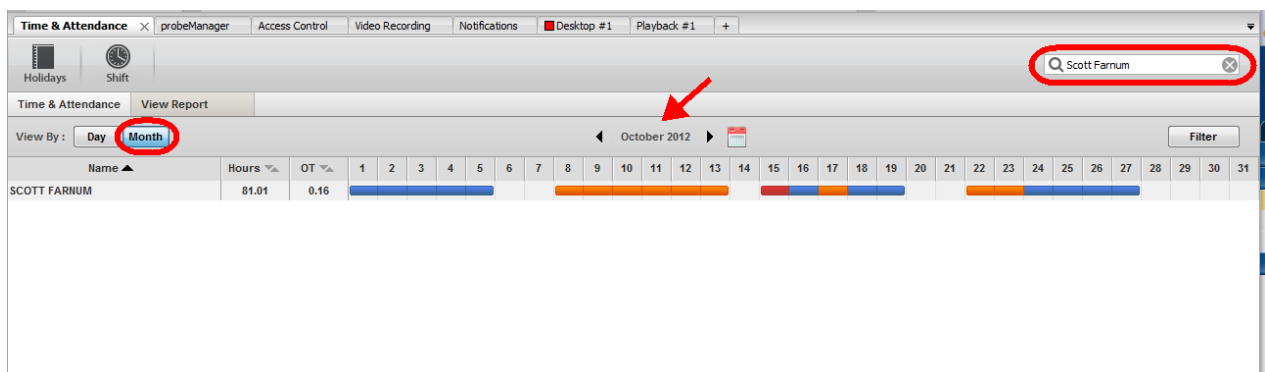 Time & Attendance probeManager Access Control Video Recording Notifications Desktop #1 Playback #1 +
Scott Farnum
Holidays Shift
Time & Attendance View Report
View By : Day Month October 2012 Filter
Name Hours OT 1 2 3 4 5 6 7 8 9 10 11 12 13 14 15 16 17 18 19 20 21 22 23 24 25 26 27 28 29 30 31
SCOTT FARNUM 81.01 0.16